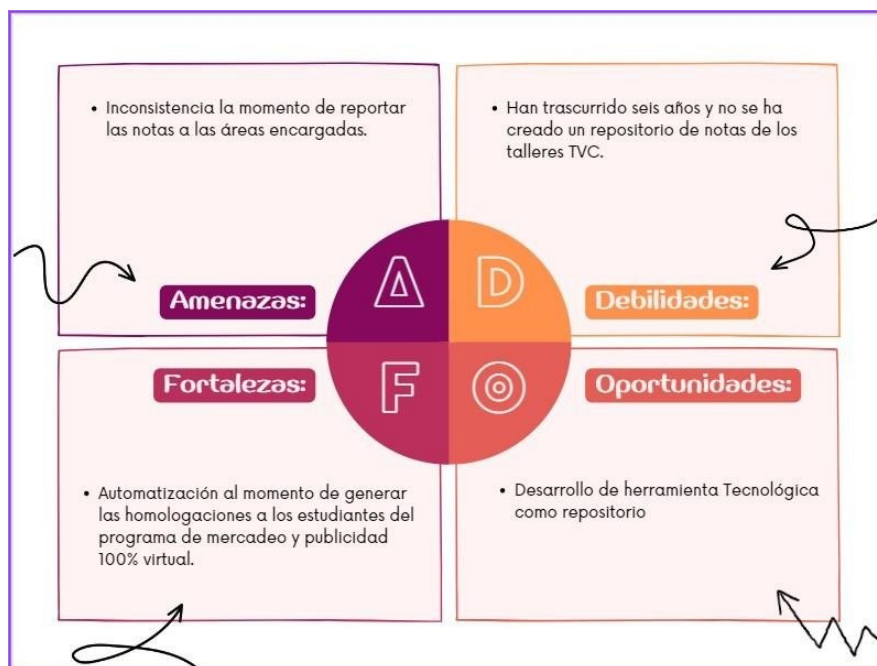 • Inconsistencia la momento de reportar
las notas a las áreas encargadas.
Amenazas:
• Han trascurrido seis años y no se ha
creado un repositorio de notas de los
talleres TVC.
Debilidades:
A
D
F
O
Fortalezas:
• Automatización al momento de generar
las homologaciones a los estudiantes del
programa de mercadeo y publicidad
100% virtual.
Oportunidades:
• Desarrollo de herramienta Tecnológica
como repositorio